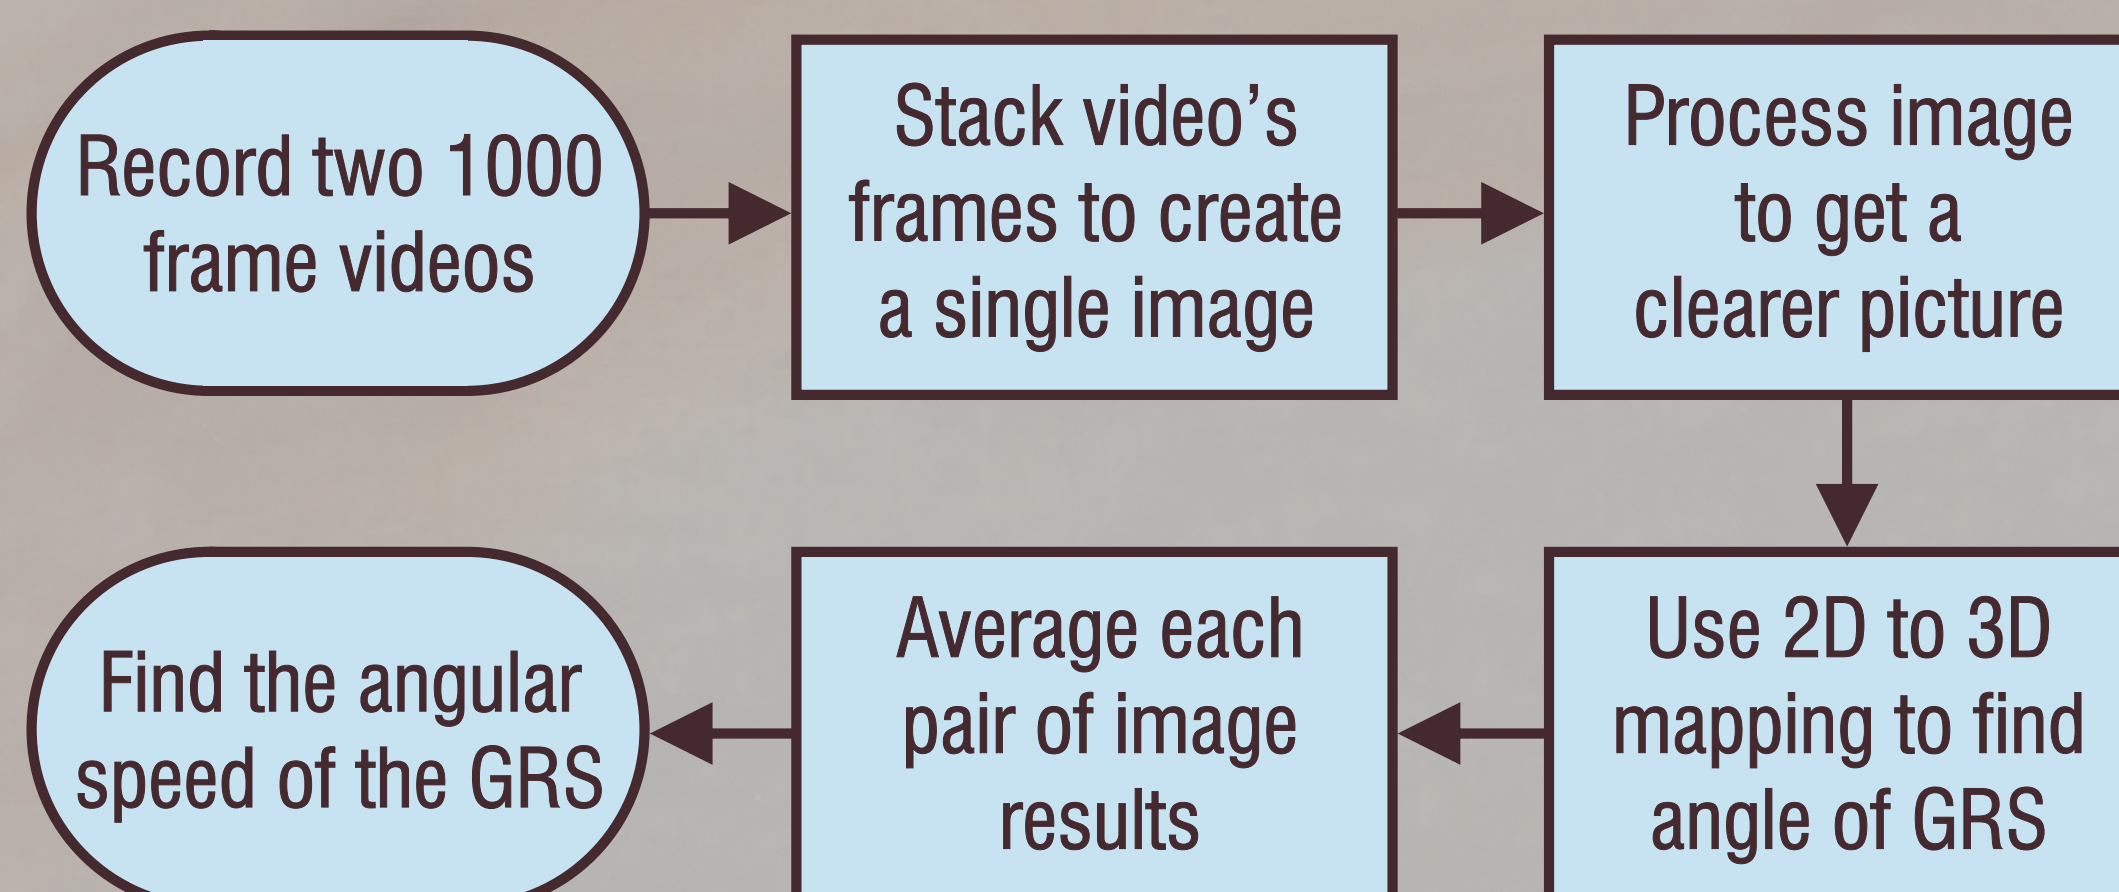 Record two 1000
frame videos
Stack video’s
frames to create
a single image
Process image
to get a
clearer picture
Use 2D to 3D
mapping to find
angle of GRS
Average each
pair of image
results
Find the angular
speed of the GRS